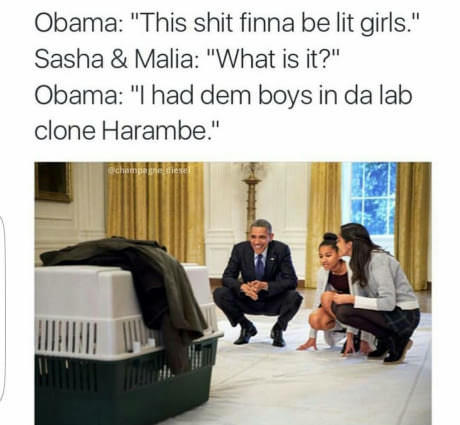 Obama: "This shit finna be lit girls."
Sasha & Malia: "What is it?"
Obama: "I had dem boys in da lab
clone Harambe."
@champagne_diesel